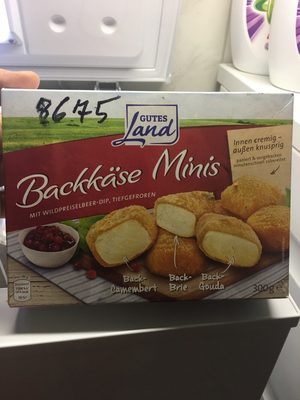 8675
GUTES
Land
Innen cremig –
außen knusprig
Backkäse Minis
MIT WILDPREISELBEER-DIP, TIEFGEFROREN
Back-
Camembert
Back-
Brie
Back-
Gouda
300g e